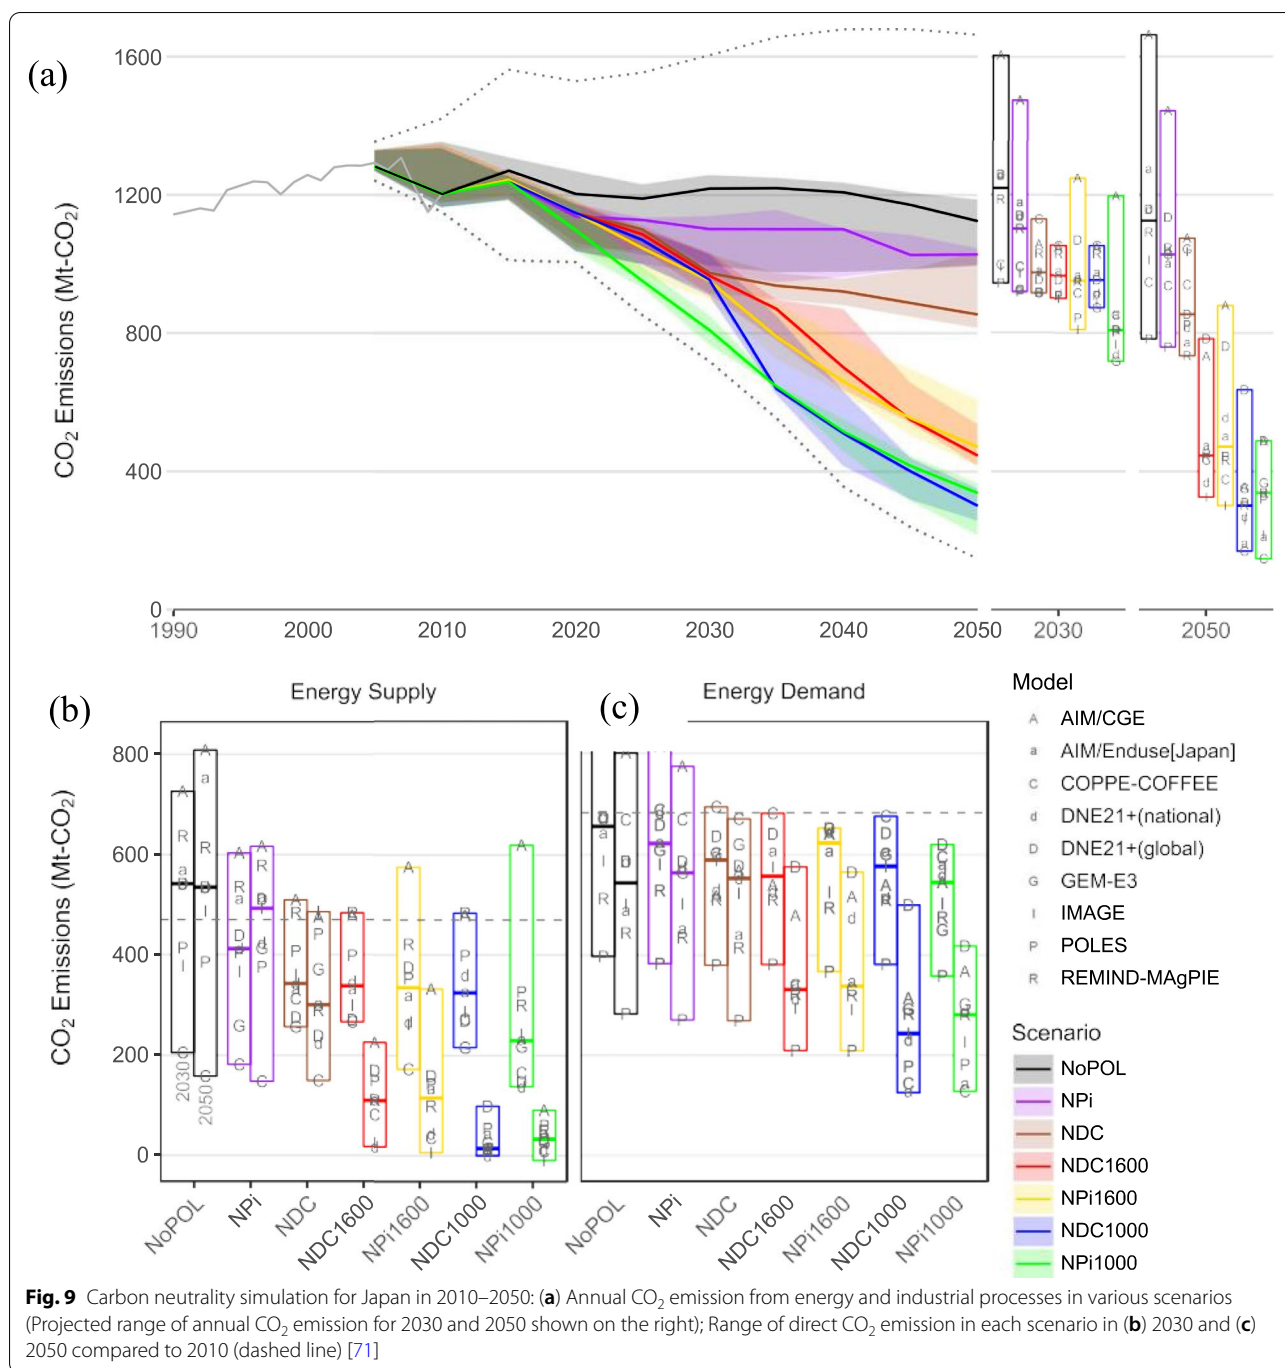 (a)
1600
1200
800
400
0
CO2 Emissions (Mt-CO2)
1990
2000
2010
2020
2030
2040
2050
2030
2050
(b)
Energy Supply
(c)
Energy Demand
800
600
400
200
0
CO2 Emissions (Mt-CO2)
2030
2050
NoPOL
NPi
NDC
NDC1600
NPi1600
NDC1000
NPi1000
NoPOL
NPi
NDC
NDC1600
NPi1600
NDC1000
NPi1000
Model
A AIM/CGE
a AIM/Enduse[Japan]
C COPPE-COFFEE
d DNE21+(national)
D DNE21+(global)
G GEM-E3
I IMAGE
P POLES
R REMIND-MAgPIE
Scenario
NoPOL
NPi
NDC
NDC1600
NPi1600
NDC1000
NPi1000
Fig. 9 Carbon neutrality simulation for Japan in 2010–2050: (a) Annual CO2 emission from energy and industrial processes in various scenarios
(Projected range of annual CO2 emission for 2030 and 2050 shown on the right); Range of direct CO2 emission in each scenario in (b) 2030 and (c)
2050 compared to 2010 (dashed line) [71]